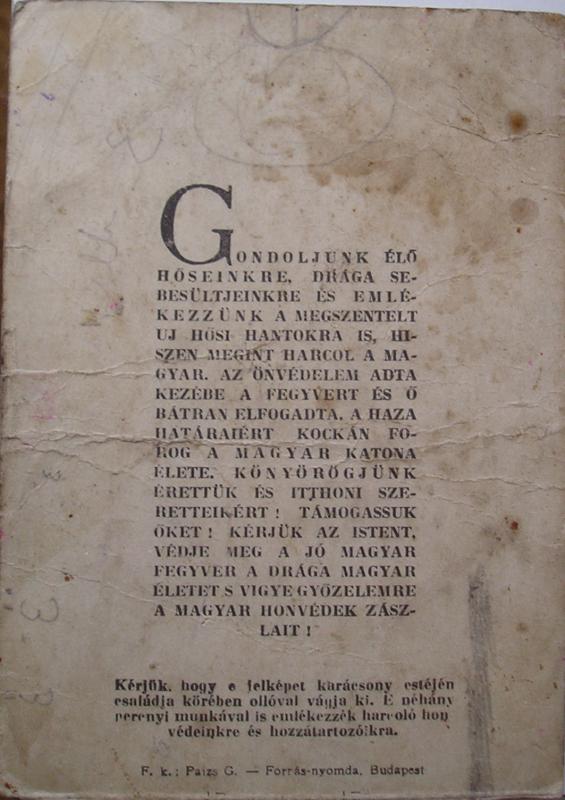 GONDOLJUNK ÉLŐ
HŐSEINKRE, DRÁGA SE-
BESÜLTJEINKRE ÉS EMLÉ-
KEZZÜNK A MEGSZENTELT
UJ HŐSI HANTOKRA IS, HI-
SZEN MEGINT HARCOL A MA-
GYAR. AZ ÖNVÉDELEM ADTA
KEZÉBE A FEGYVERT ÉS Ő
BÁTRAN ELFOGADTA. A HAZA
HATÁRAIÉRT KOCKÁN FO-
ROG A MAGYAR KATONA
ÉLETE. KÖNYÖRÖGJÜNK
ÉRETTÜK ÉS ITTHONI SZE-
RETTEIKÉRT! TÁMOGASSUK
ŐKET! KÉRJÜK AZ ISTENT,
VÉDJE MEG A JÓ MAGYAR
FEGYVER A DRÁGA MAGYAR
ÉLETET S VIGYE GYŐZELEMRE
A MAGYAR HONVÉDEK ZÁSZ-
LAIT!
Kérjük, hogy e jelképet karácsony estéjén
családja körében ollóval vágja ki. E néhány
percnyi munkával is emlékezzék harcoló hon
védeinkre és hozzátartozóikra.
F. k.: Paizs G. — Forrás-nyomda, Budapest